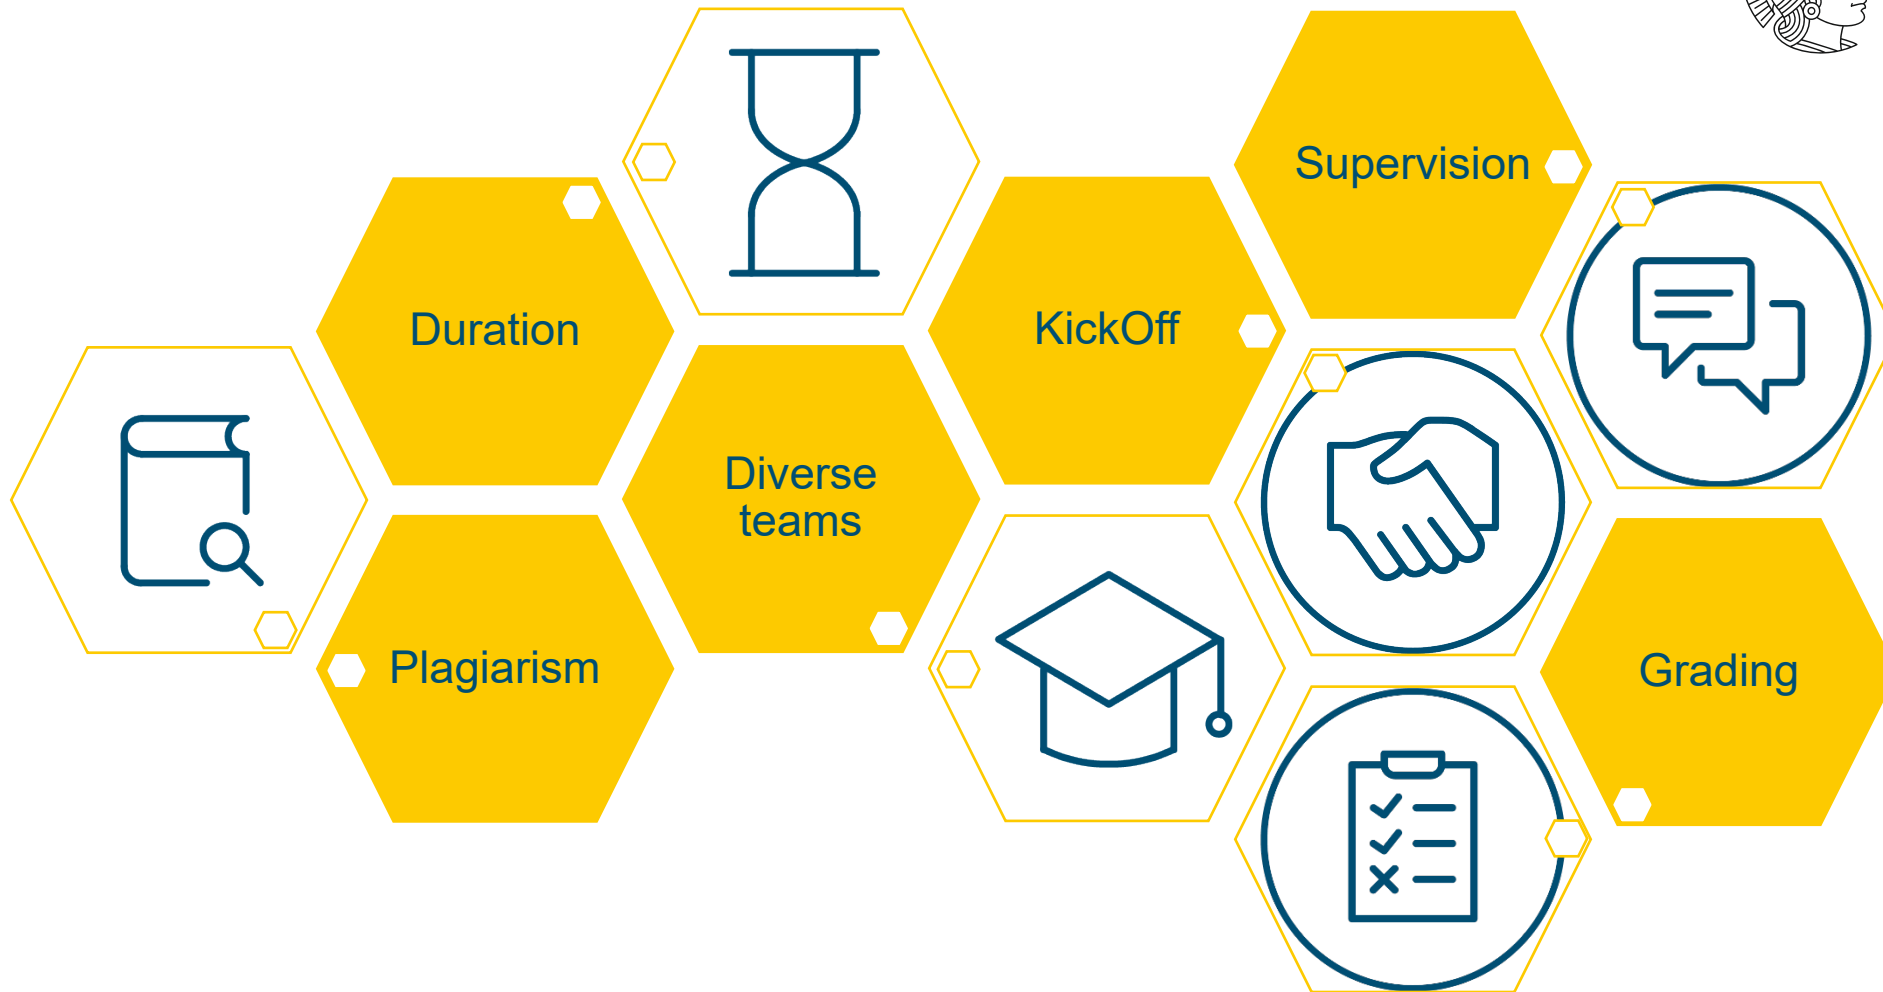 Supervision
Duration
KickOff
Diverse
teams
Plagiarism
Grading